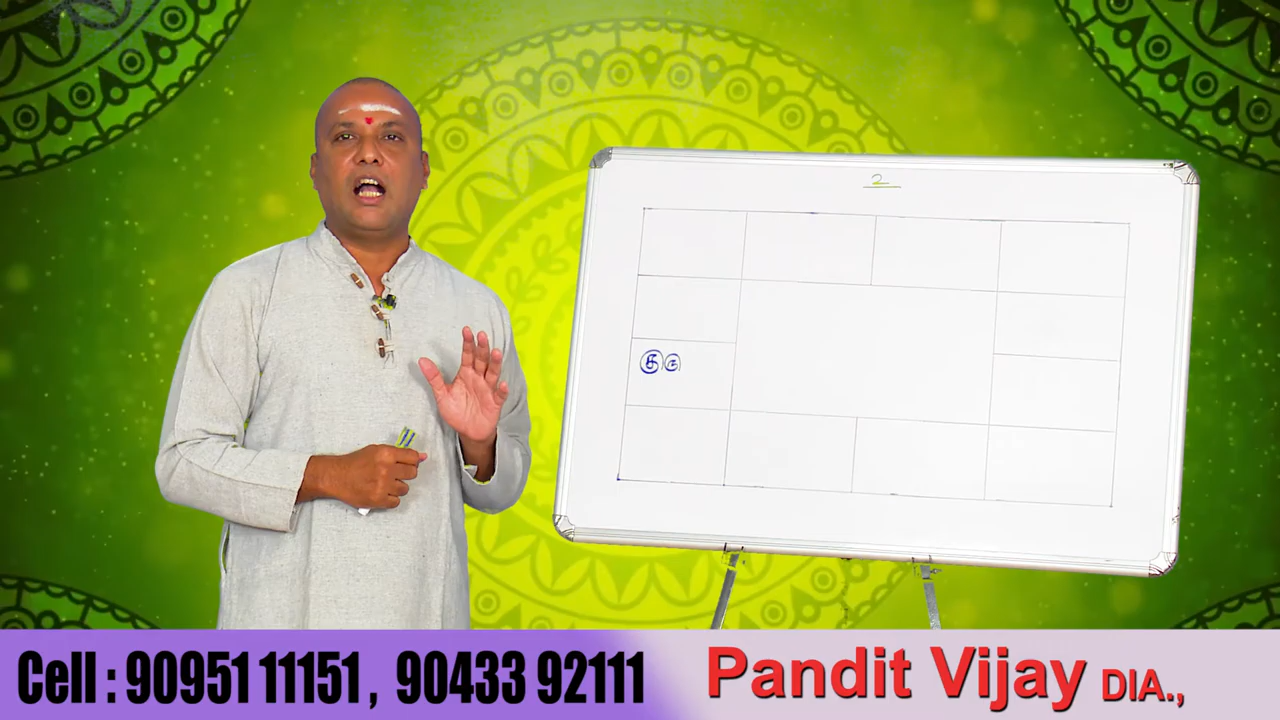 2
குரு
Cell : 90951 11151 , 90433 92111
Pandit Vijay DIA.,